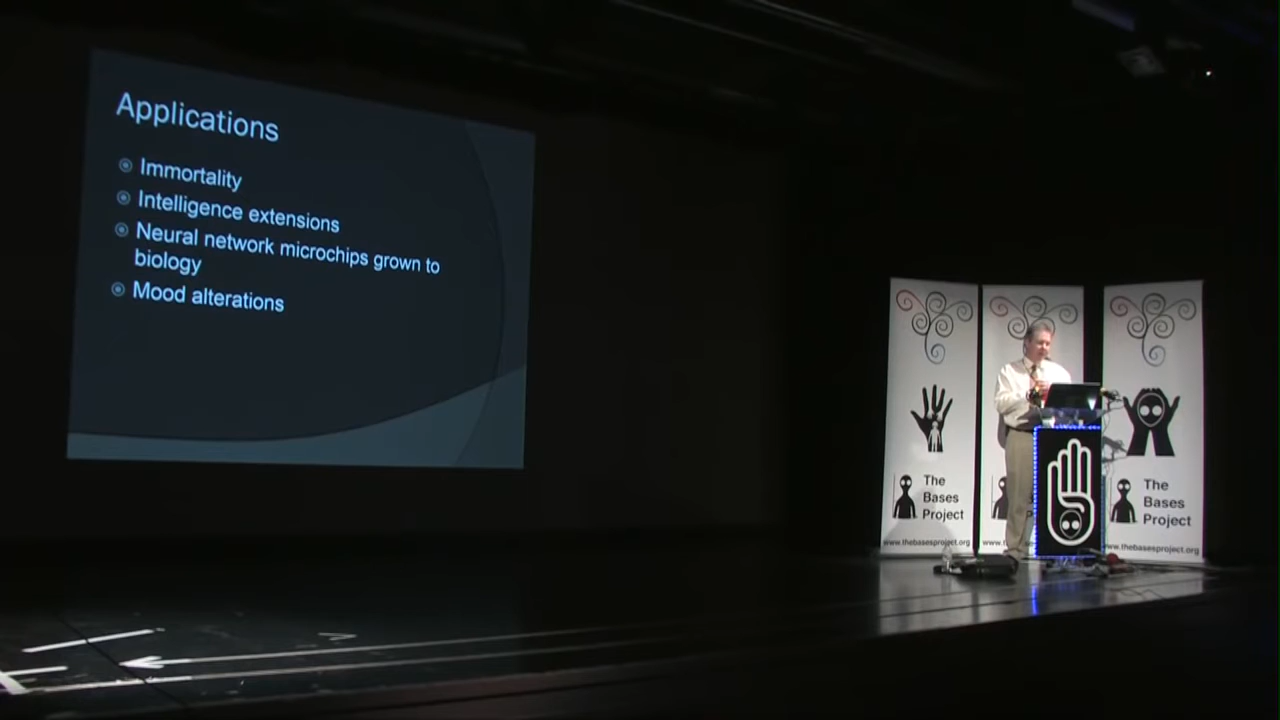 Applications
Immortality
Intelligence extensions
Neural network microchips grown to
biology
Mood alterations
The
Bases
Project
www.thebasesproject.org
www.
The
Bases
Project
www.thebasesproject.org